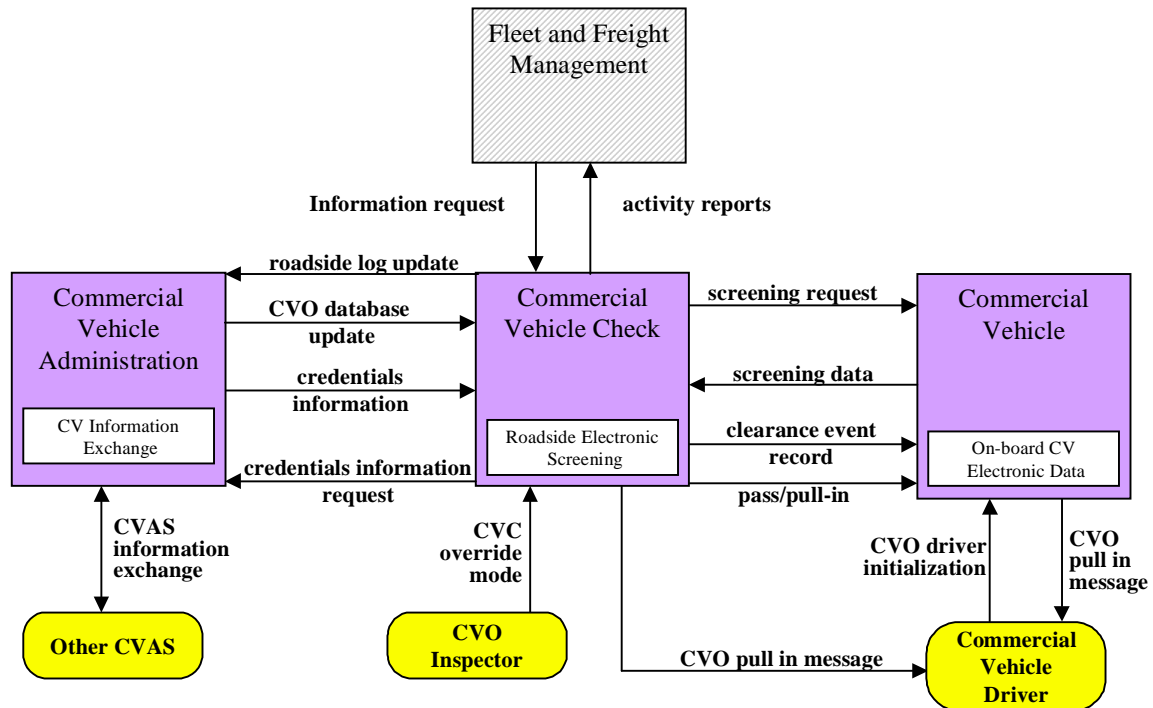 Fleet and Freight
Management
Information request
activity reports
roadside log update
Commercial
Vehicle
Administration
CVO database
update
Commercial
Vehicle Check
screening request
Commercial
Vehicle
credentials
information
screening data
CV Information
Exchange
Roadside Electronic
Screening
clearance event
record
On-board CV
Electronic Data
credentials information
request
pass/pull-in
CVAS
information
exchange
CVC
override
mode
CVO driver
initialization
CVO
pull in
message
Other CVAS
CVO
Inspector
CVO pull in message
Commercial
Vehicle
Driver